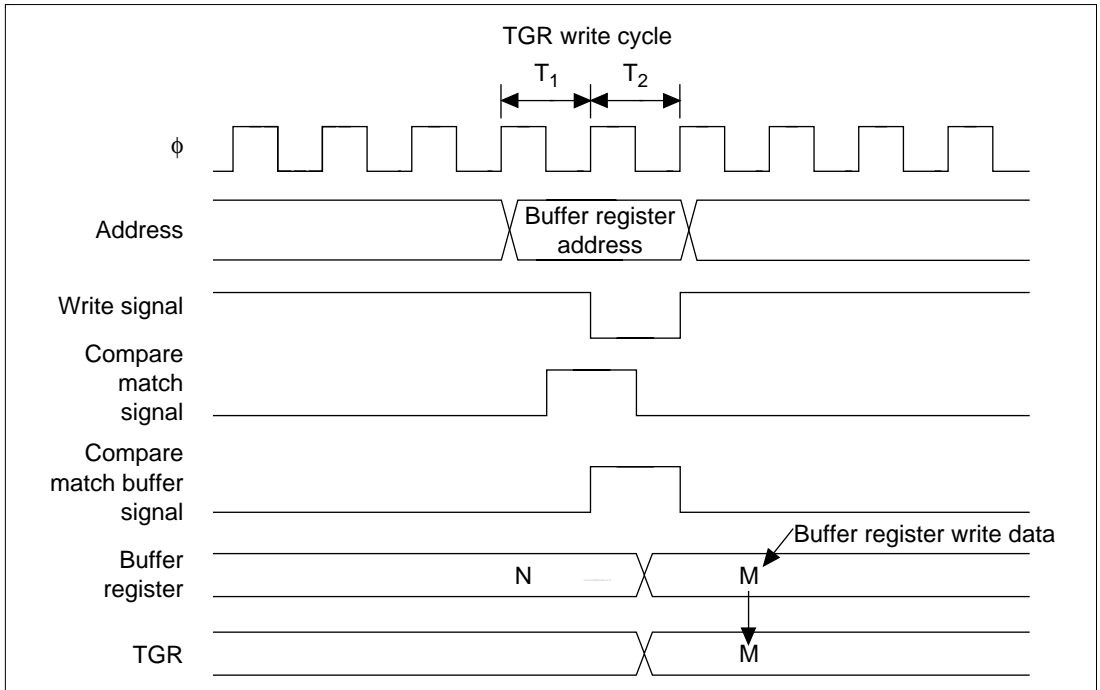 TGR write cycle
T1 T2
ϕ
Address
Buffer register
address
Write signal
Compare
match
signal
Compare
match buffer
signal
Buffer register write data
Buffer
register
N M
TGR
M